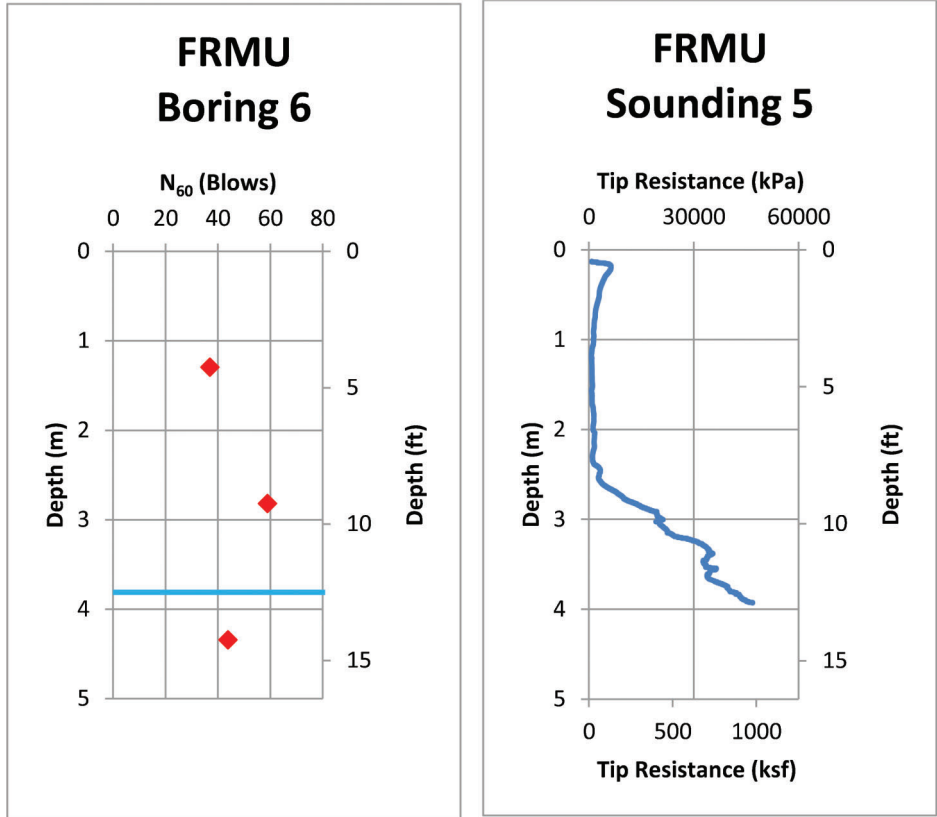 FRMU
Boring 6
N60 (Blows)
0 20 40 60 80
0
1
2
3
4
5
Depth (m)
0
5
10
15
Depth (ft)
FRMU
Sounding 5
Tip Resistance (kPa)
0 30000 60000
0
1
2
3
4
5
Depth (m)
0
5
10
15
Depth (ft)
0 500 1000
Tip Resistance (ksf)